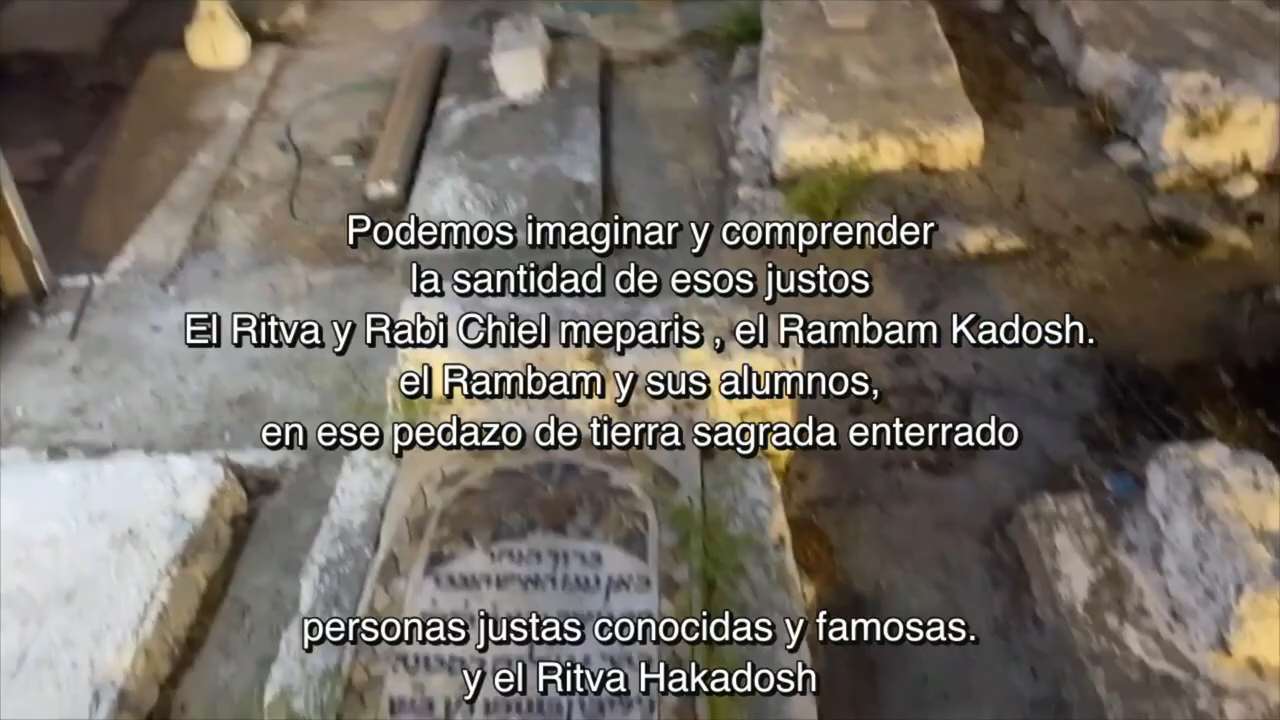 Podemos imaginar y comprender
la santidad de esos justos
El Ritva y Rabi Chiel meparis , el Rambam Kadosh.
el Rambam y sus alumnos,
en ese pedazo de tierra sagrada enterrado
personas justas conocidas y famosas.
y el Ritva Hakadosh